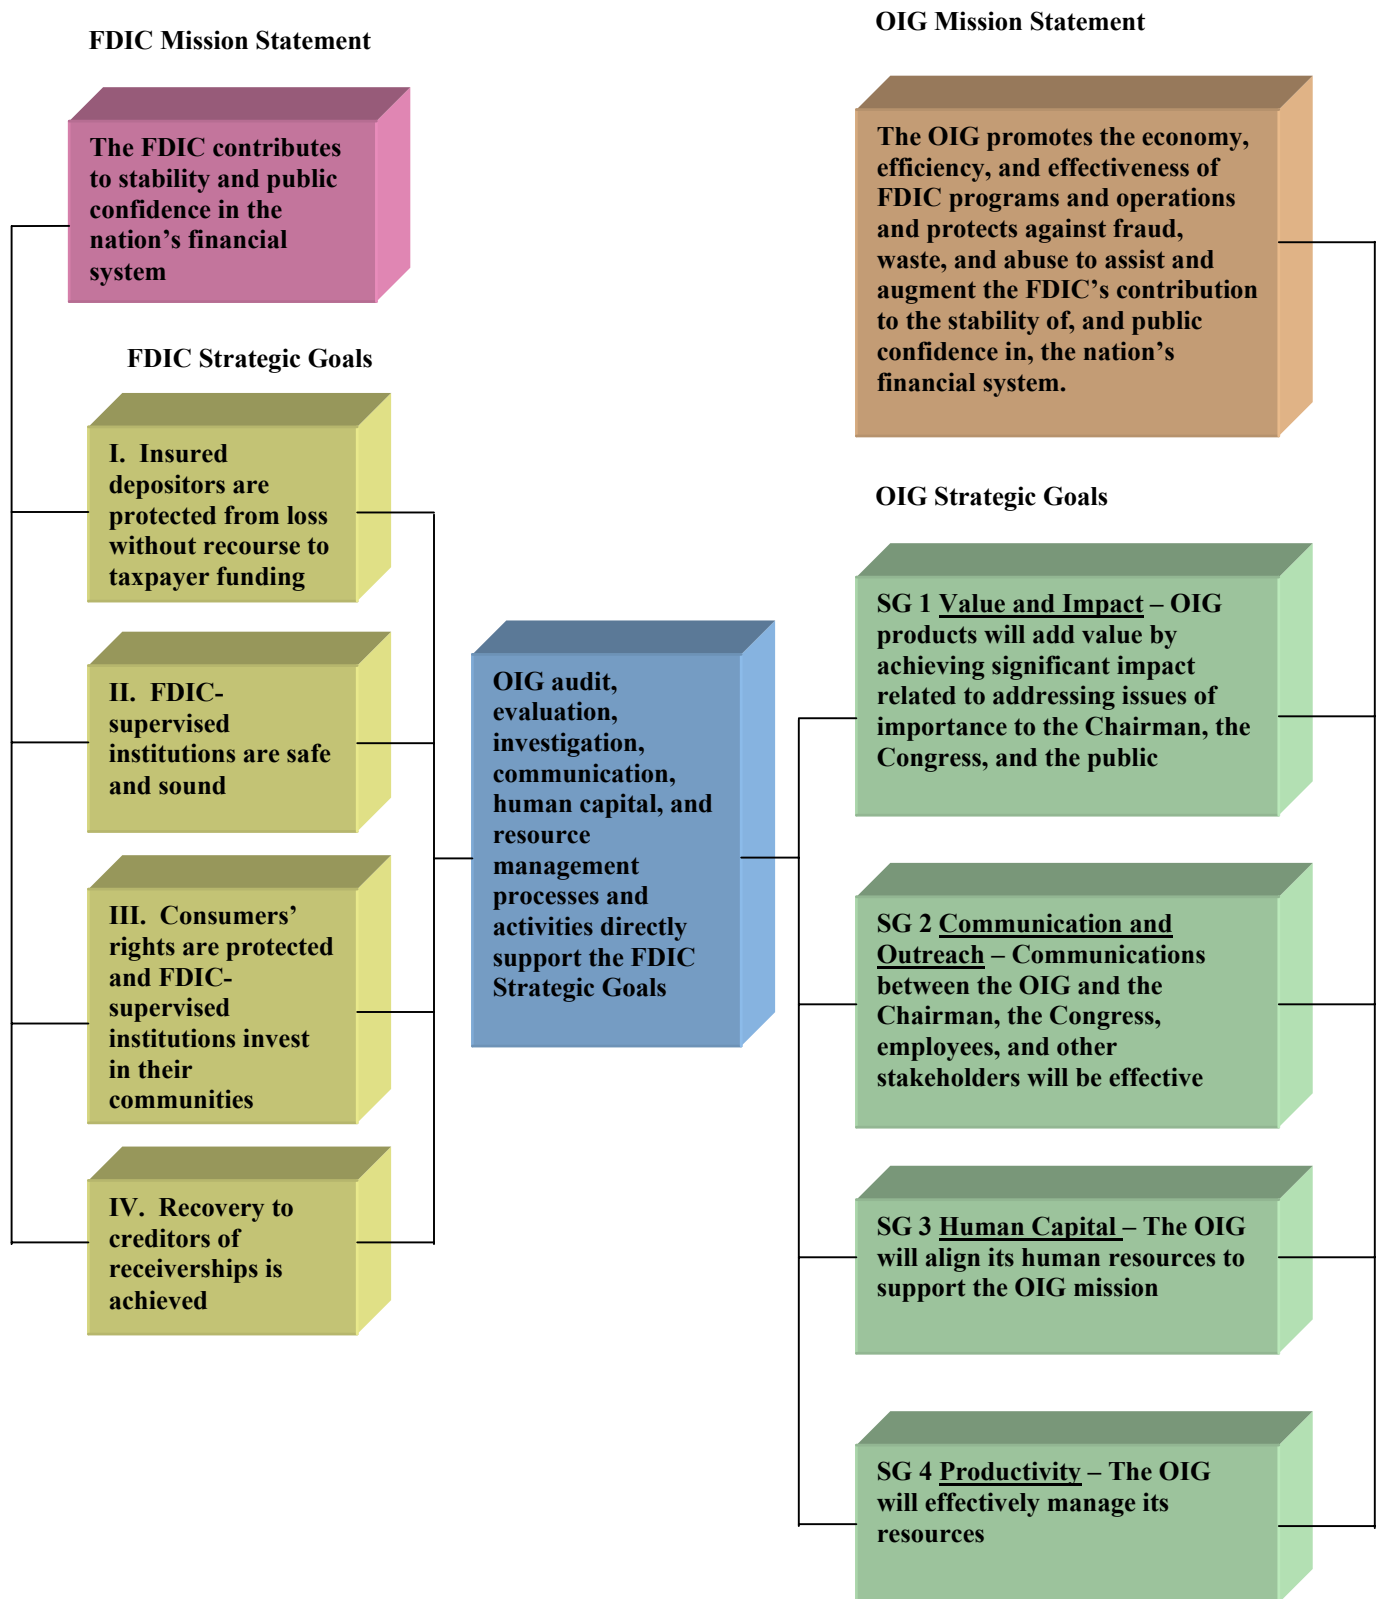 FDIC Mission Statement
The FDIC contributes
to stability and public
confidence in the
nation’s financial
system
FDIC Strategic Goals
I.  Insured
depositors are
protected from loss
without recourse to
taxpayer funding
II.  FDIC-
supervised
institutions are safe
and sound
III.  Consumers’
rights are protected
and FDIC-
supervised
institutions invest
in their
communities
IV.  Recovery to
creditors of
receiverships is
achieved
OIG audit,
evaluation,
investigation,
communication,
human capital, and
resource
management
processes and
activities directly
support the FDIC
Strategic Goals
OIG Mission Statement
The OIG promotes the economy,
efficiency, and effectiveness of
FDIC programs and operations
and protects against fraud,
waste, and abuse to assist and
augment the FDIC’s contribution
to the stability of, and public
confidence in, the nation’s
financial system.
OIG Strategic Goals
SG 1 Value and Impact – OIG
products will add value by
achieving significant impact
related to addressing issues of
importance to the Chairman, the
Congress, and the public
SG 2 Communication and
Outreach – Communications
between the OIG and the
Chairman, the Congress,
employees, and other
stakeholders will be effective
SG 3 Human Capital – The OIG
will align its human resources to
support the OIG mission
SG 4 Productivity – The OIG
will effectively manage its
resources